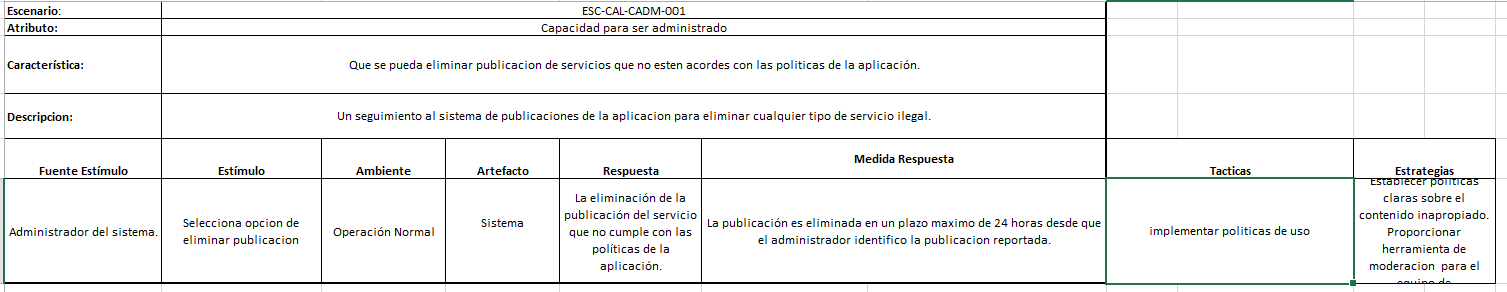 Escenario: ESC-CAL-CADM-001
Atributo: Capacidad para ser administrado
Característica: Que se pueda eliminar publicacion de servicios que no esten acordes con las politicas de la aplicación.
Descripcion: Un seguimiento al sistema de publicaciones de la aplicacion para eliminar cualquier tipo de servicio ilegal.
Fuente Estímulo Estímulo Ambiente Artefacto Respuesta Medida Respuesta Tacticas Estrategias
Administrador del sistema.
Selecciona opcion de
eliminar publicacion
Operación Normal
Sistema
La eliminación de la
publicación del servicio
que no cumple con las
políticas de la
aplicación.
La publicación es eliminada en un plazo maximo de 24 horas desde que
el administrador identifico la publicacion reportada.
implementar politicas de uso
Establecer políticas
claras sobre el
contenido inapropiado.
Proporcionar
herramienta de
moderacion para el